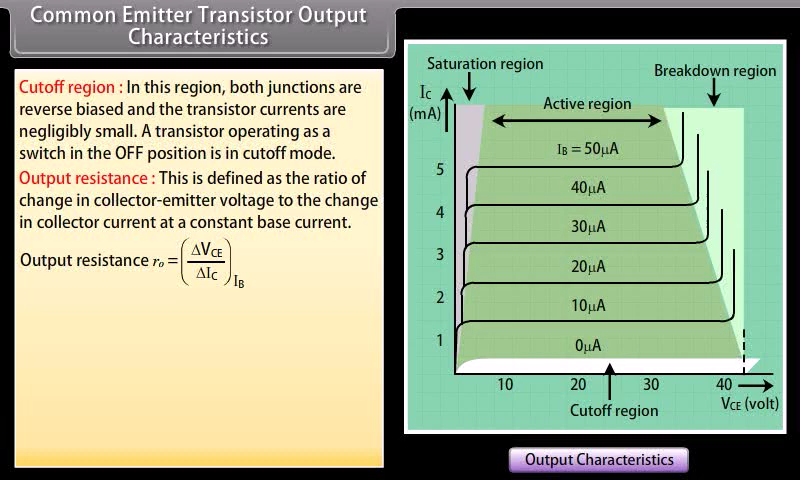 Common Emitter Transistor Output
Characteristics
Cutoff region : In this region, both junctions are
reverse biased and the transistor currents are
negligibly small. A transistor operating as a
switch in the OFF position is in cutoff mode.
Output resistance : This is defined as the ratio of
change in collector-emitter voltage to the change
in collector current at a constant base current.
Output resistance rₒ = (ΔVCE / ΔIC) IB
Saturation region
Breakdown region
IC
(mA)
Active region
IB = 50μA
5
40μA
4
30μA
3
20μA
2
10μA
1
0μA
10 20 30 40
VCE (volt)
Cutoff region
Output Characteristics